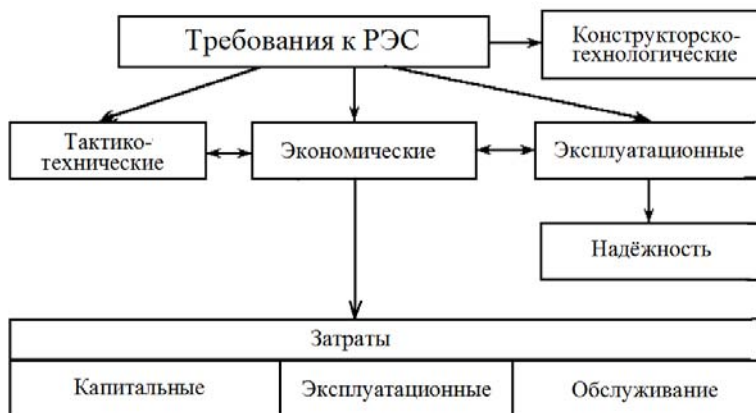 Требования к РЭС
Конструкторско-
технологические
Тактико-
технические
Экономические
Эксплуатационные
Надёжность
Затраты
Капитальные
Эксплуатационные
Обслуживание